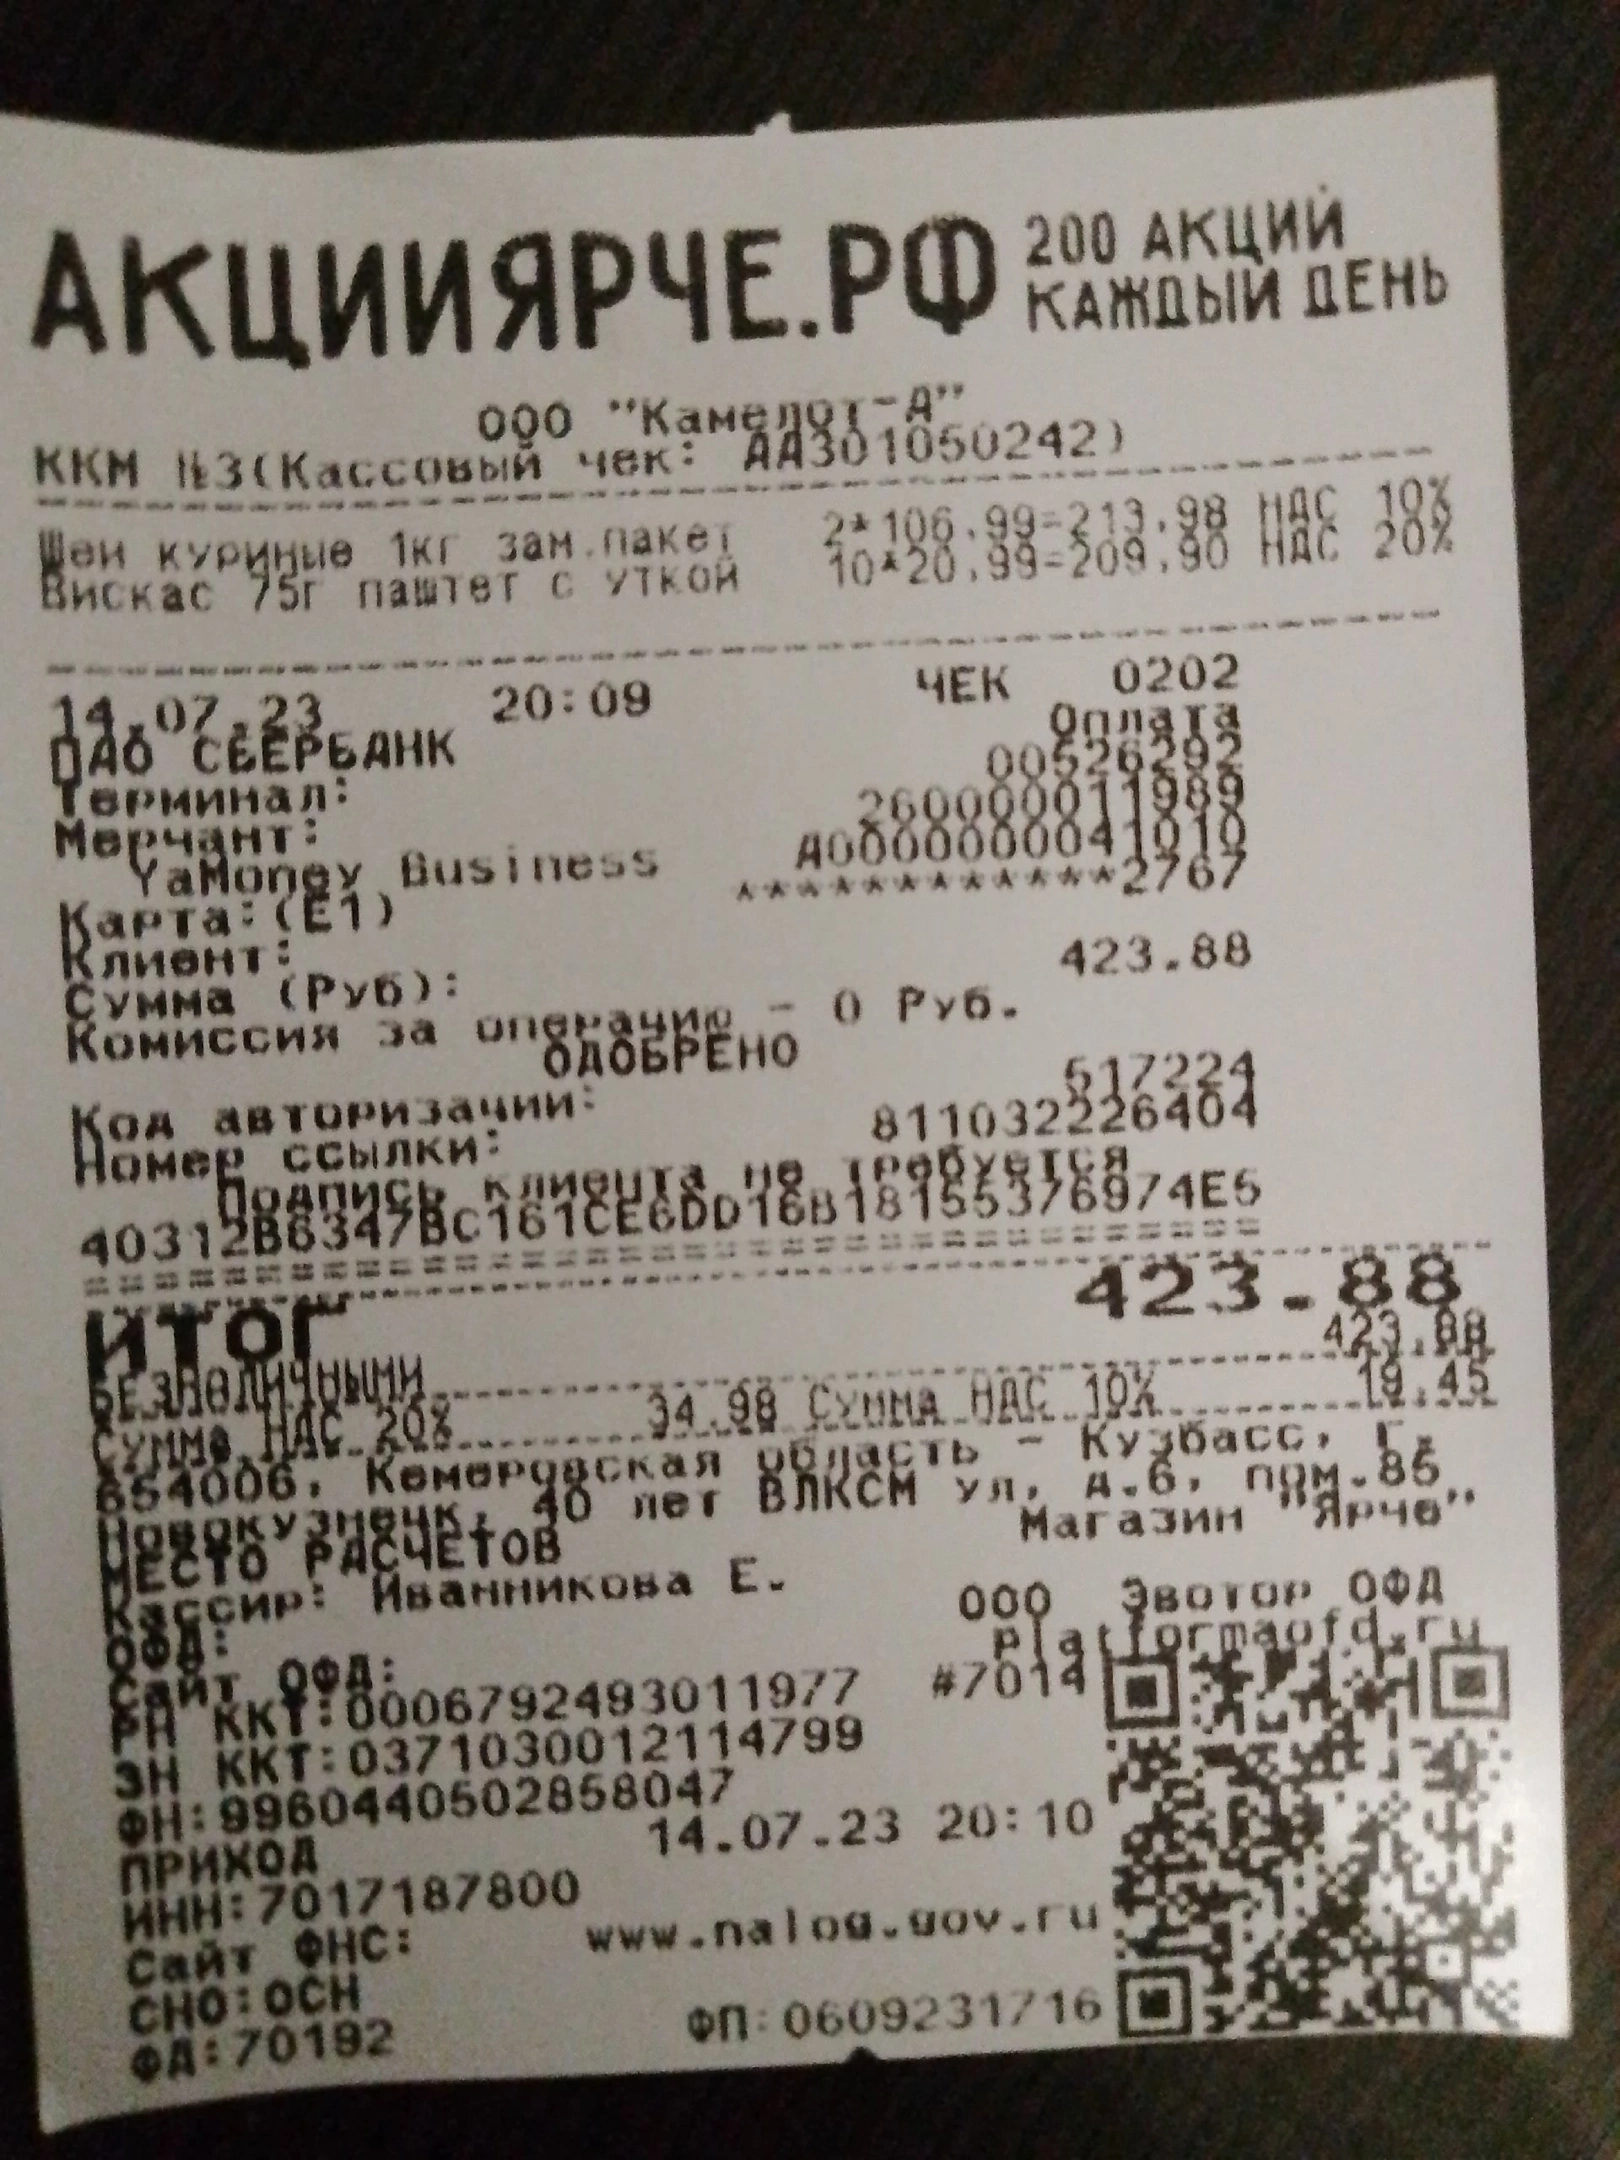 АКЦИИЯРЧЕ.РФ 200 АКЦИЙ КАЖДЫЙ ДЕНЬ
ООО "Камелот-А"
ККМ №3(Кассовый чек: АА301050242)
Шеи куриные 1кг зам.пакет 2*106,99=213,98 НДС 10%
Вискас 75г паштет с уткой 10*20,99=209,90 НДС 20%
14.07.23 20:09 ЧЕК 0202
ПАО СБЕРБАНК Оплата
Терминал: 00526292
Мерчант: 260000011989
YaMoney Business A0000000041010
Карта:(E1) ************2767
Клиент:
Сумма (Руб): 423.88
Комиссия за операцию - 0 Руб.
ОДОБРЕНО
Код авторизации: 517224
Номер ссылки: 811032226404
Подпись клиента не требуется
40312B6347BC161CE6DD16B18155376974E5
ИТОГ 423.88
БЕЗНАЛИЧНЫМИ 423,88
Сумма НДС 20% 34,98 Сумма НДС 10% 19,45
654006, Кемеровская область - Кузбасс, г.
Новокузнецк, 40 лет ВЛКСМ ул, д.6, пом.85
МЕСТО РАСЧЕТОВ Магазин "Ярче"
Кассир: Иванникова Е.
ОФД: ООО Эвотор ОФД
Сайт ОФД: platformaofd.ru
РН ККТ:0006792493011977 #7014
ЗН ККТ:0371030012114799
ФН:9960440502858047
ПРИХОД 14.07.23 20:10
ИНН:7017187800
Сайт ФНС: www.nalog.gov.ru
СНО:ОСН
ФД:70192 ФП:0609231716